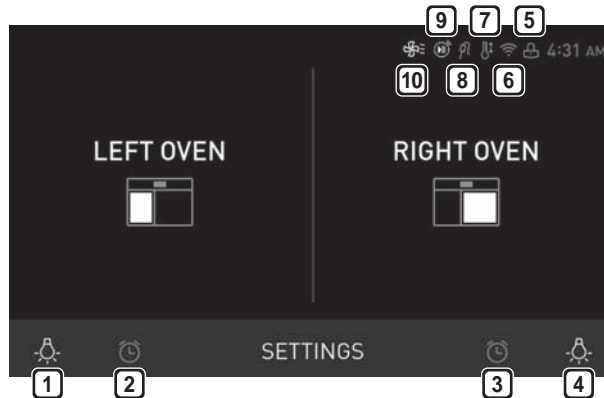 9 7 5
4:31 AM
10 8 6
LEFT OVEN RIGHT OVEN
SETTINGS
1 2 3 4